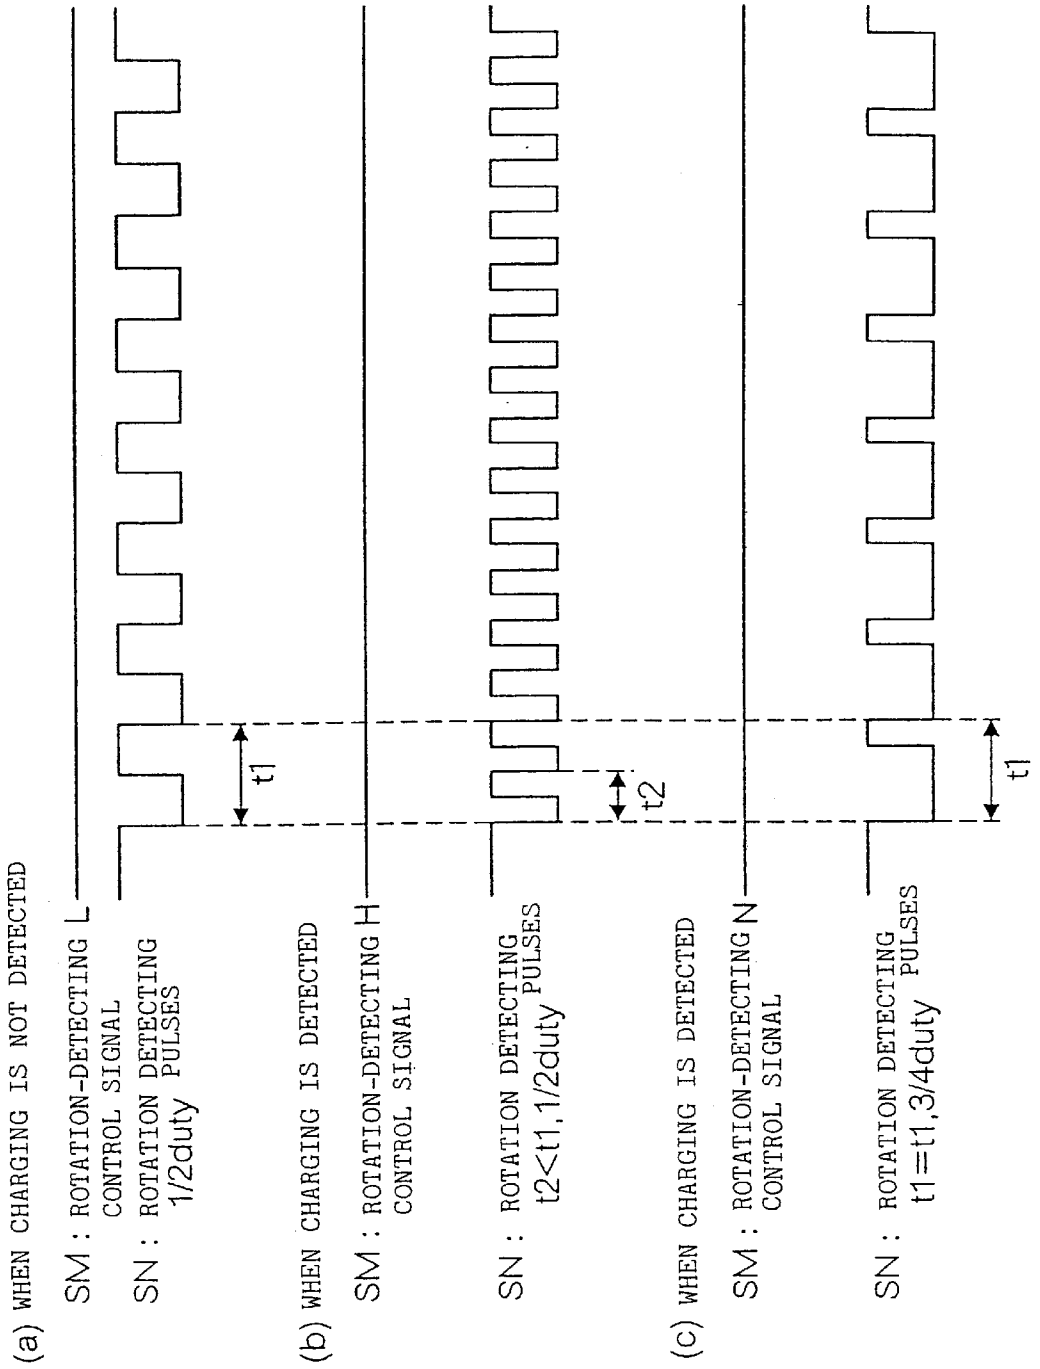 (a) WHEN CHARGING IS NOT DETECTED
SM : ROTATION-DETECTING L
CONTROL SIGNAL
SN : ROTATION DETECTING
1/2duty PULSES
t1
(b) WHEN CHARGING IS DETECTED
SM : ROTATION-DETECTING H
CONTROL SIGNAL
SN : ROTATION DETECTING
t2<t1,1/2duty PULSES
t2
(c) WHEN CHARGING IS DETECTED
SM : ROTATION-DETECTING N
CONTROL SIGNAL
SN : ROTATION DETECTING
t1=t1,3/4duty PULSES
t1